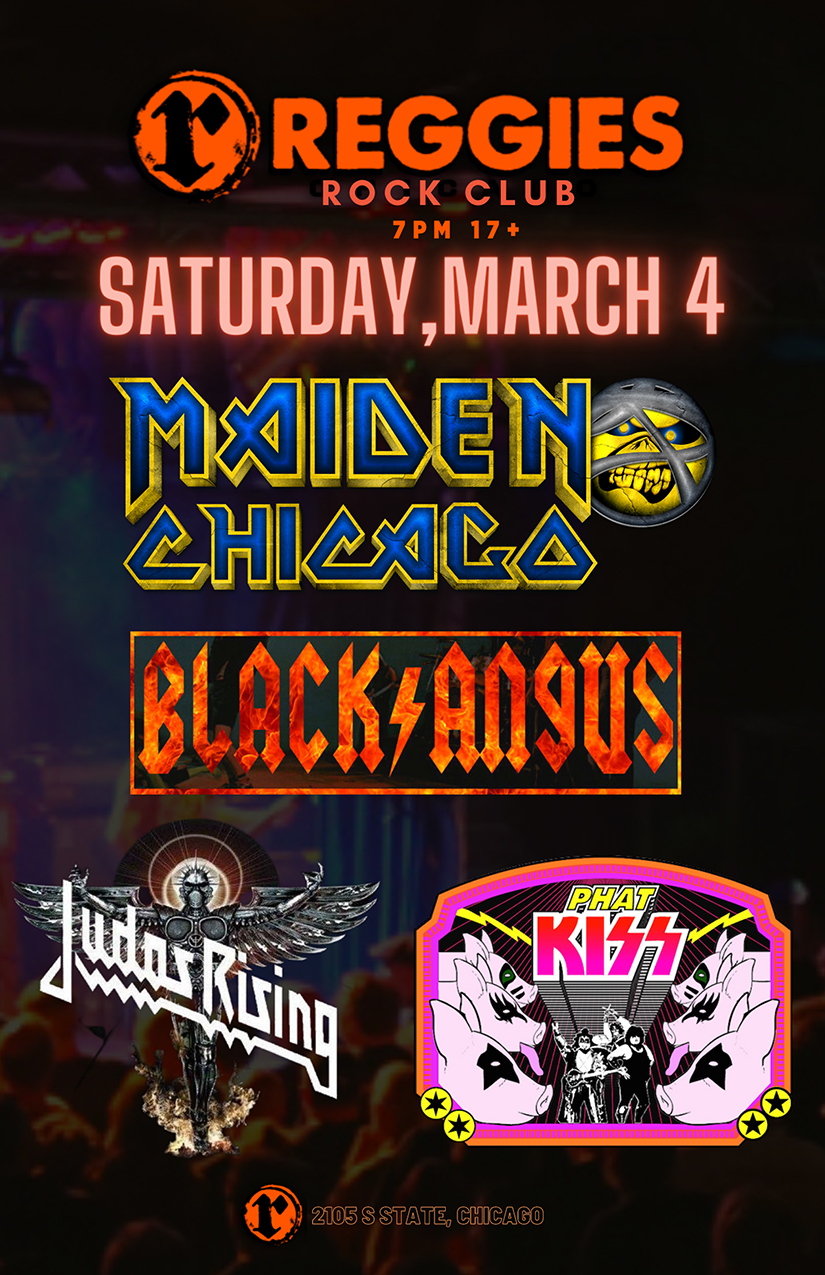 r REGGIES
ROCK CLUB
7PM 17+
SATURDAY,MARCH 4
MAIDEN
CHICAGO
BLACK ANGUS
Judas Rising
PHAT
KISS
r 2105 S STATE, CHICAGO